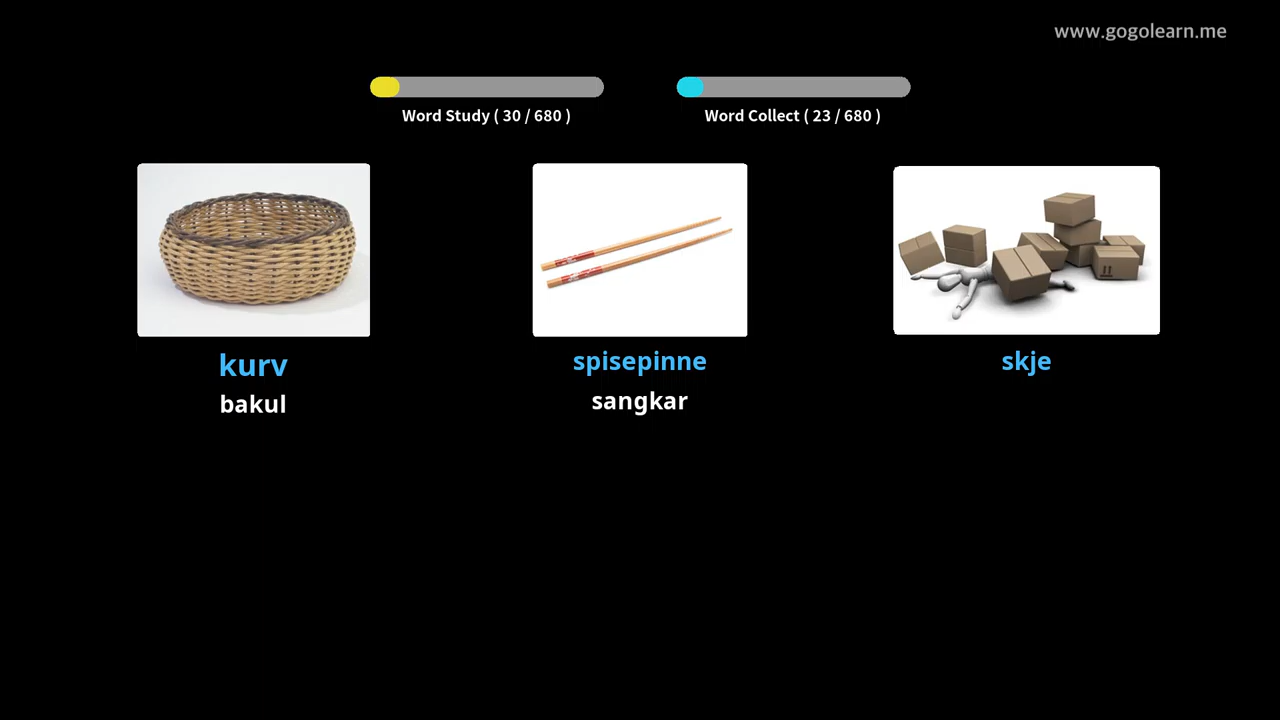 www.gogolearn.me
Word Study ( 30 / 680 )
Word Collect ( 23 / 680 )
kurv
bakul
spisepinne
sangkar
skje